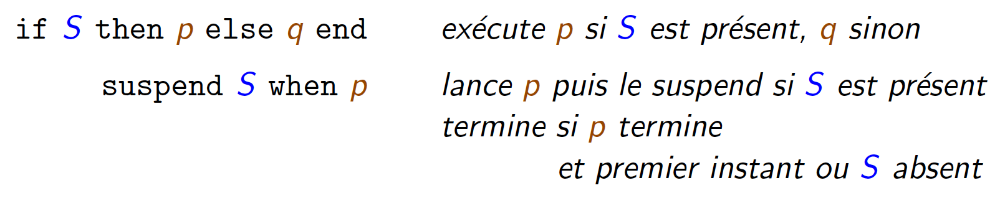 if S then p else q end exécute p si S est présent, q sinon
suspend S when p lance p puis le suspend si S est présent
termine si p termine
et premier instant ou S absent